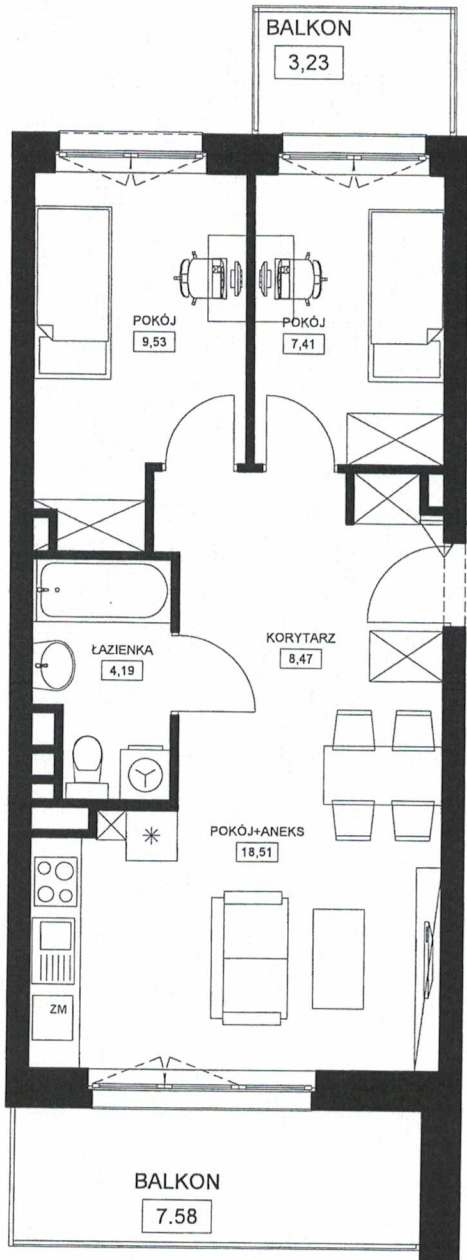 BALKON
3,23
POKÓJ
9,53
POKÓJ
7,41
ŁAZIENKA
4,19
KORYTARZ
8,47
POKÓJ+ANEKS
18,51
ZM
BALKON
7.58